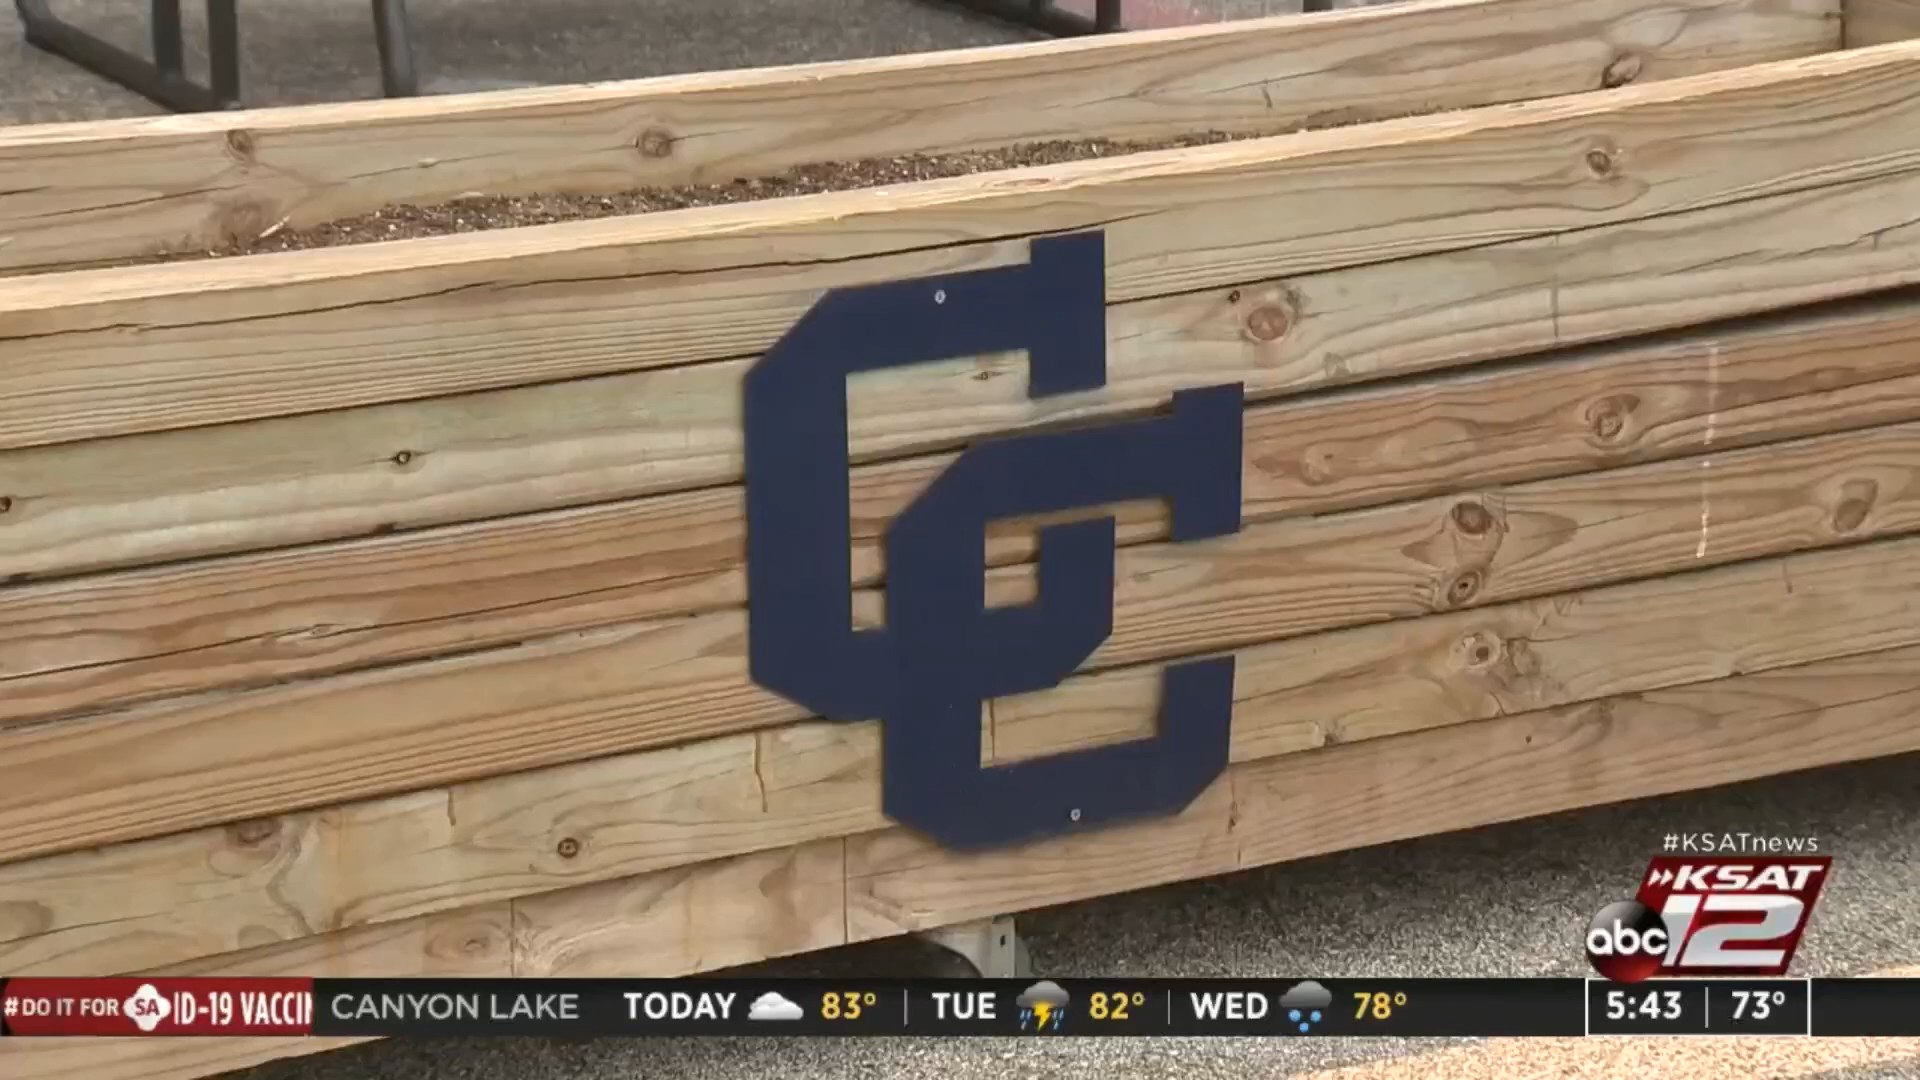 CC
#KSATnews
KSAT
abc 12
#DO IT FOR SA ID-19 VACCIN CANYON LAKE TODAY 83° TUE 82° WED 78° 5:43 73°